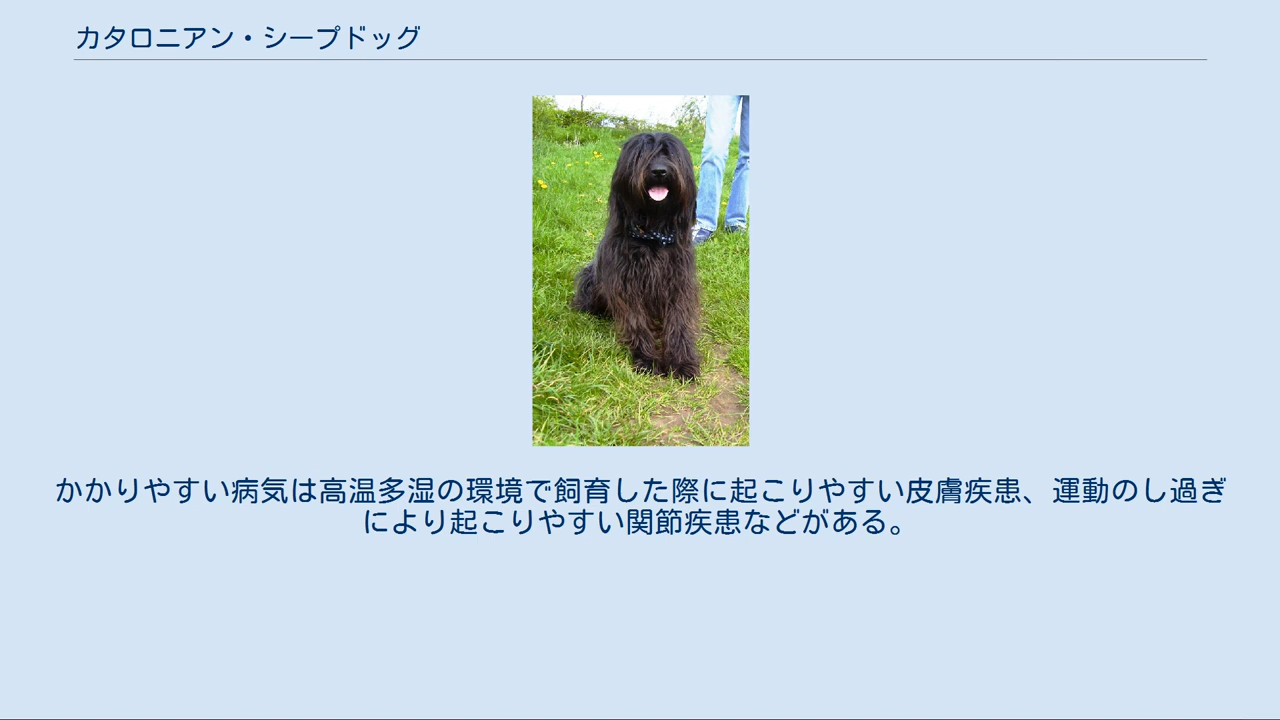 カタロニアン・シープドッグ
かかりやすい病気は高温多湿の環境で飼育した際に起こりやすい皮膚疾患、運動のし過ぎ
により起こりやすい関節疾患などがある。